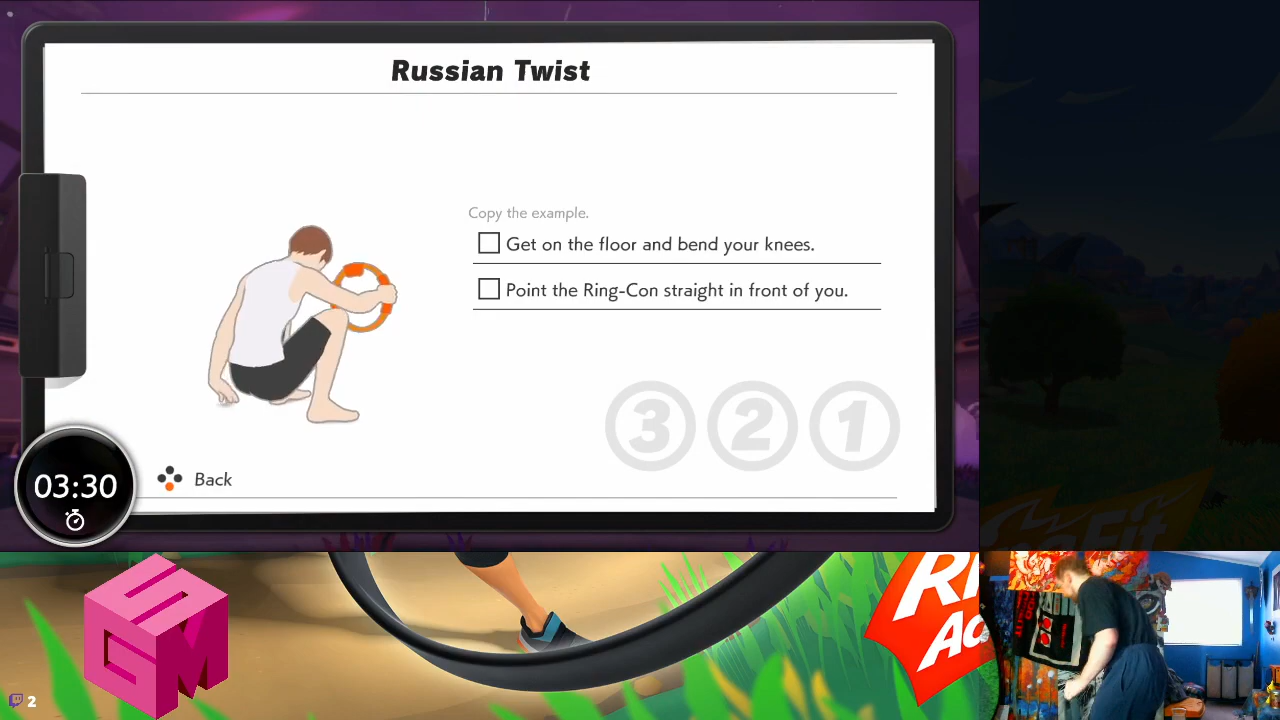 Russian Twist
Copy the example.
Get on the floor and bend your knees.
Point the Ring-Con straight in front of you.
3 2 1
03:30
Back
SGM
2